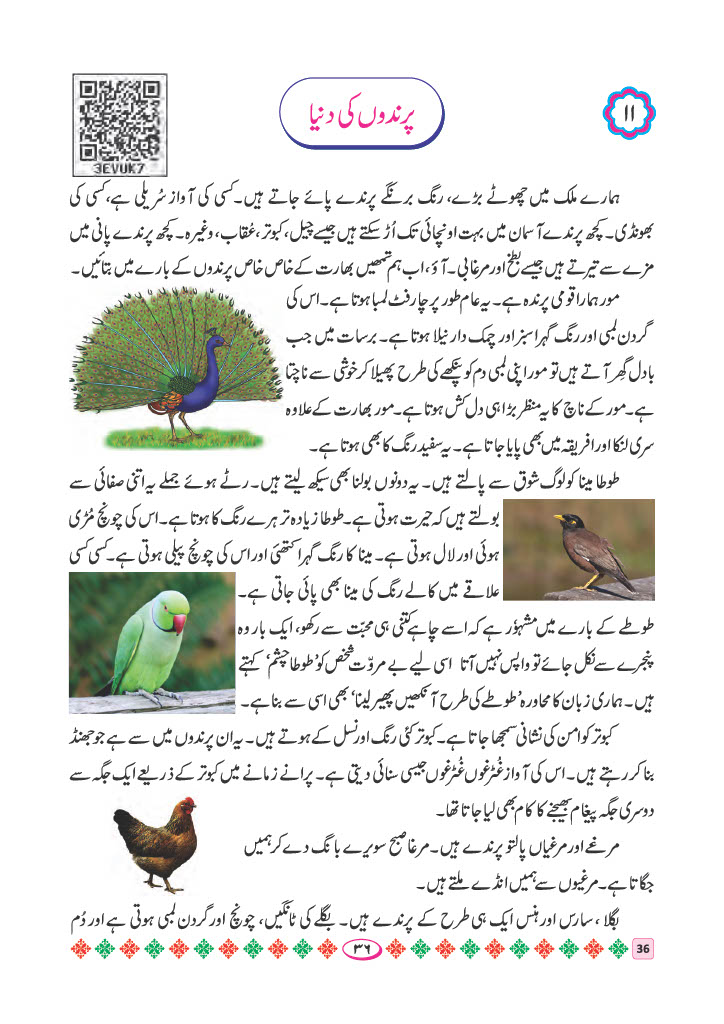 3EVUK7
پرندوں کی دنیا
۱۱
ہمارے ملک میں چھوٹے بڑے، رنگ برنگے پرندے پائے جاتے ہیں۔ کسی کی آواز سُریلی ہے، کسی کی
بھونڈی۔ کچھ پرندے آسمان میں بہت اونچائی تک اُڑ سکتے ہیں جیسے چیل، کبوتر، عقاب، وغیرہ۔ کچھ پرندے پانی میں
مزے سے تیرتے ہیں جیسے بطخ اور مرغابی۔ آؤ، اب ہم تمھیں بھارت کے خاص خاص پرندوں کے بارے میں بتائیں۔
مور ہمارا قومی پرندہ ہے۔ یہ عام طور پر چار فٹ لمبا ہوتا ہے۔ اس کی
گردن لمبی اور رنگ گہرا سبز اور چمک دار نیلا ہوتا ہے۔ برسات میں جب
بادل گھِر آتے ہیں تو مور اپنی لمبی دم کو پنکھے کی طرح پھیلا کر خوشی سے ناچتا
ہے۔ مور کے ناچ کا یہ منظر بڑا ہی دل کش ہوتا ہے۔ مور بھارت کے علاوہ
سری لنکا اور افریقہ میں بھی پایا جاتا ہے۔ یہ سفید رنگ کا بھی ہوتا ہے۔
طوطا مینا کو لوگ شوق سے پالتے ہیں۔ یہ دونوں بولنا بھی سیکھ لیتے ہیں۔ رٹے ہوئے جملے یہ اتنی صفائی سے
بولتے ہیں کہ حیرت ہوتی ہے۔ طوطا زیادہ تر ہرے رنگ کا ہوتا ہے۔ اس کی چونچ مُڑی
ہوئی اور لال ہوتی ہے۔ مینا کا رنگ گہرا کتھئی اور اس کی چونچ پیلی ہوتی ہے۔ کسی کسی
علاقے میں کالے رنگ کی مینا بھی پائی جاتی ہے۔
طوطے کے بارے میں مشہوٗر ہے کہ اسے چاہے کتنی ہی محبّت سے رکھو، ایک بار وہ
پنجرے سے نکل جائے تو واپس نہیں آتا اسی لیے بے مروّت شخص کو ’طوطا چشم‘ کہتے
ہیں۔ ہماری زبان کا محاورہ ’طوطے کی طرح آنکھیں پھیر لینا‘ بھی اسی سے بنا ہے۔
کبوتر کو امن کی نشانی سمجھا جاتا ہے۔ کبوتر کئی رنگ اور نسل کے ہوتے ہیں۔ یہ ان پرندوں میں سے ہے جو جھنڈ
بنا کر رہتے ہیں۔ اس کی آواز غُٹرغوں غُٹرغوں جیسی سنائی دیتی ہے۔ پرانے زمانے میں کبوتر کے ذریعے ایک جگہ سے
دوسری جگہ پیغام بھیجنے کا کام بھی لیا جاتا تھا۔
مرغے اور مرغیاں پالتو پرندے ہیں۔ مرغا صبح سویرے بانگ دے کر ہمیں
جگاتا ہے۔ مرغیوں سے ہمیں انڈے ملتے ہیں۔
بگلا، سارس اور ہنس ایک ہی طرح کے پرندے ہیں۔ بگلے کی ٹانگیں، چونچ اور گردن لمبی ہوتی ہے اور دُم
۳۶
36